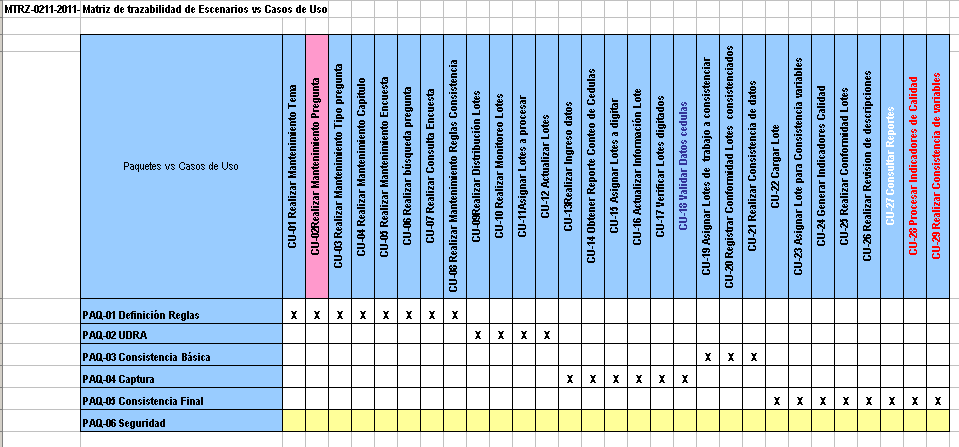 MTRZ-0211-2011- Matriz de trazabilidad de Escenarios vs Casos de Uso
Paquetes vs Casos de Uso
CU-01 Realizar Mantenimiento Tema
CU-02Realizar Mantenimiento Pregunta
CU-03 Realizar Mantenimiento Tipo pregunta
CU-04 Realizar Mantenimiento Capítulo
CU-05 Realizar Mantenimiento Encuesta
CU-06 Realizar búsqueda pregunta
CU-07 Realizar Consulta Encuesta
CU-08 Realizar Mantenimiento Reglas Consistencia
CU-09Realizar Distribución Lotes
CU-10 Realizar Monitoreo Lotes
CU-11Asignar Lotes a procesar
CU-12 Actualizar Lotes
CU-13Realizar Ingreso datos
CU-14 Obtener Reporte Conteo de Cedulas
CU-15 Asignar Lotes a digitar
CU-16 Actualizar Información Lote
CU-17 Verificar Lotes digitados
CU-18 Validar Datos cedulas
CU-19 Asignar Lotes de trabajo a consistenciar
CU-20 Registrar Conformidad Lotes consistenciados
CU-21 Realizar Consistencia de datos
CU-22 Cargar Lote
CU-23 Asignar Lote para Consistencia variables
CU-24 Generar Indicadores Calidad
CU-25 Realizar Conformidad Lotes
CU-26 Realizar Revision de descripciones
CU-27 Consultar Reportes
CU-28 Procesar Indicadores de Calidad
CU-29 Realizar Consistencia de variables
PAQ-01 Definición Reglas X X X X X X X X
PAQ-02 UDRA X X X X
PAQ-03 Consistencia Básica X X X
PAQ-04 Captura X X X X X X
PAQ-05 Consistencia Final X X X X X X X X
PAQ-06 Seguridad